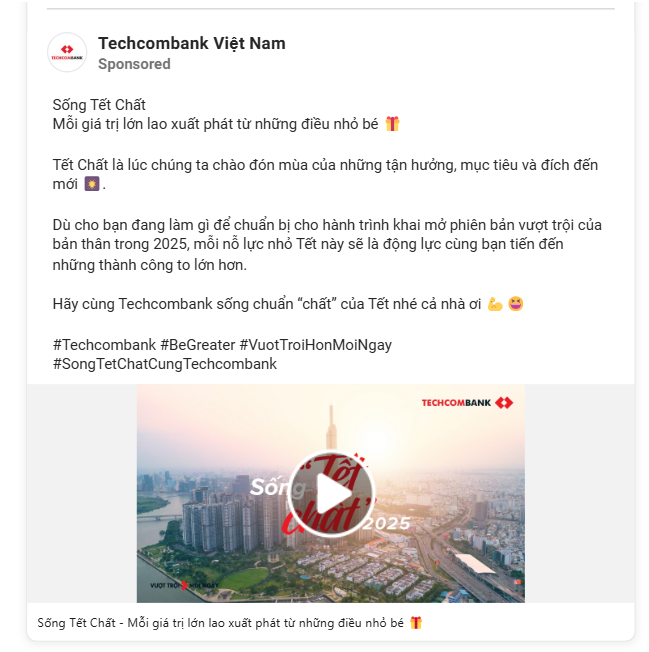 TECHCOMBANK
Techcombank Việt Nam
Sponsored
Sống Tết Chất
Mỗi giá trị lớn lao xuất phát từ những điều nhỏ bé 🎁
Tết Chất là lúc chúng ta chào đón mùa của những tận hưởng, mục tiêu và đích đến
mới 🎆.
Dù cho bạn đang làm gì để chuẩn bị cho hành trình khai mở phiên bản vượt trội của
bản thân trong 2025, mỗi nỗ lực nhỏ Tết này sẽ là động lực cùng bạn tiến đến
những thành công to lớn hơn.
Hãy cùng Techcombank sống chuẩn “chất” của Tết nhé cả nhà ơi 💪 😆
#Techcombank #BeGreater #VuotTroiHonMoiNgay
#SongTetChatCungTechcombank
TECHCOMBANK
Sống “Tết
chất” 2025
VƯỢT TRỘI HƠN MỖI NGÀY
Sống Tết Chất - Mỗi giá trị lớn lao xuất phát từ những điều nhỏ bé 🎁